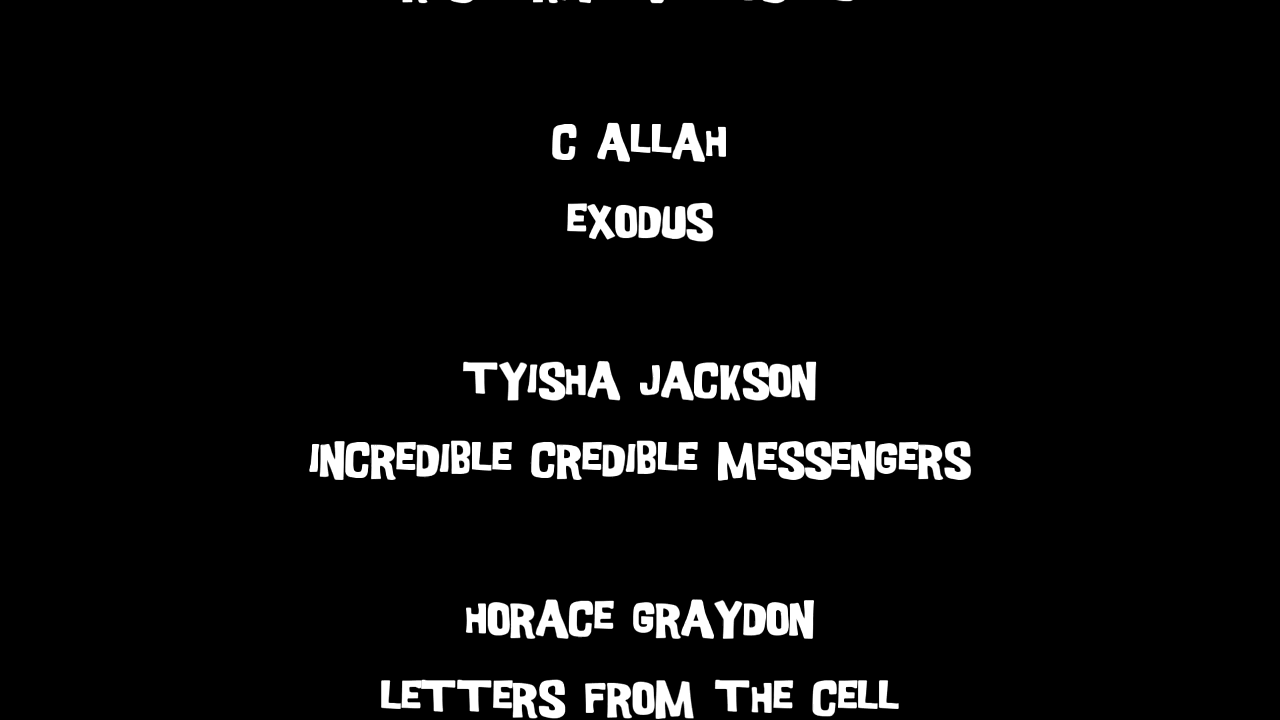 C ALLAH
EXODUS
TYISHA JACKSON
INCREDIBLE CREDIBLE MESSENGERS
HORACE GRAYDON
LETTERS FROM THE CELL